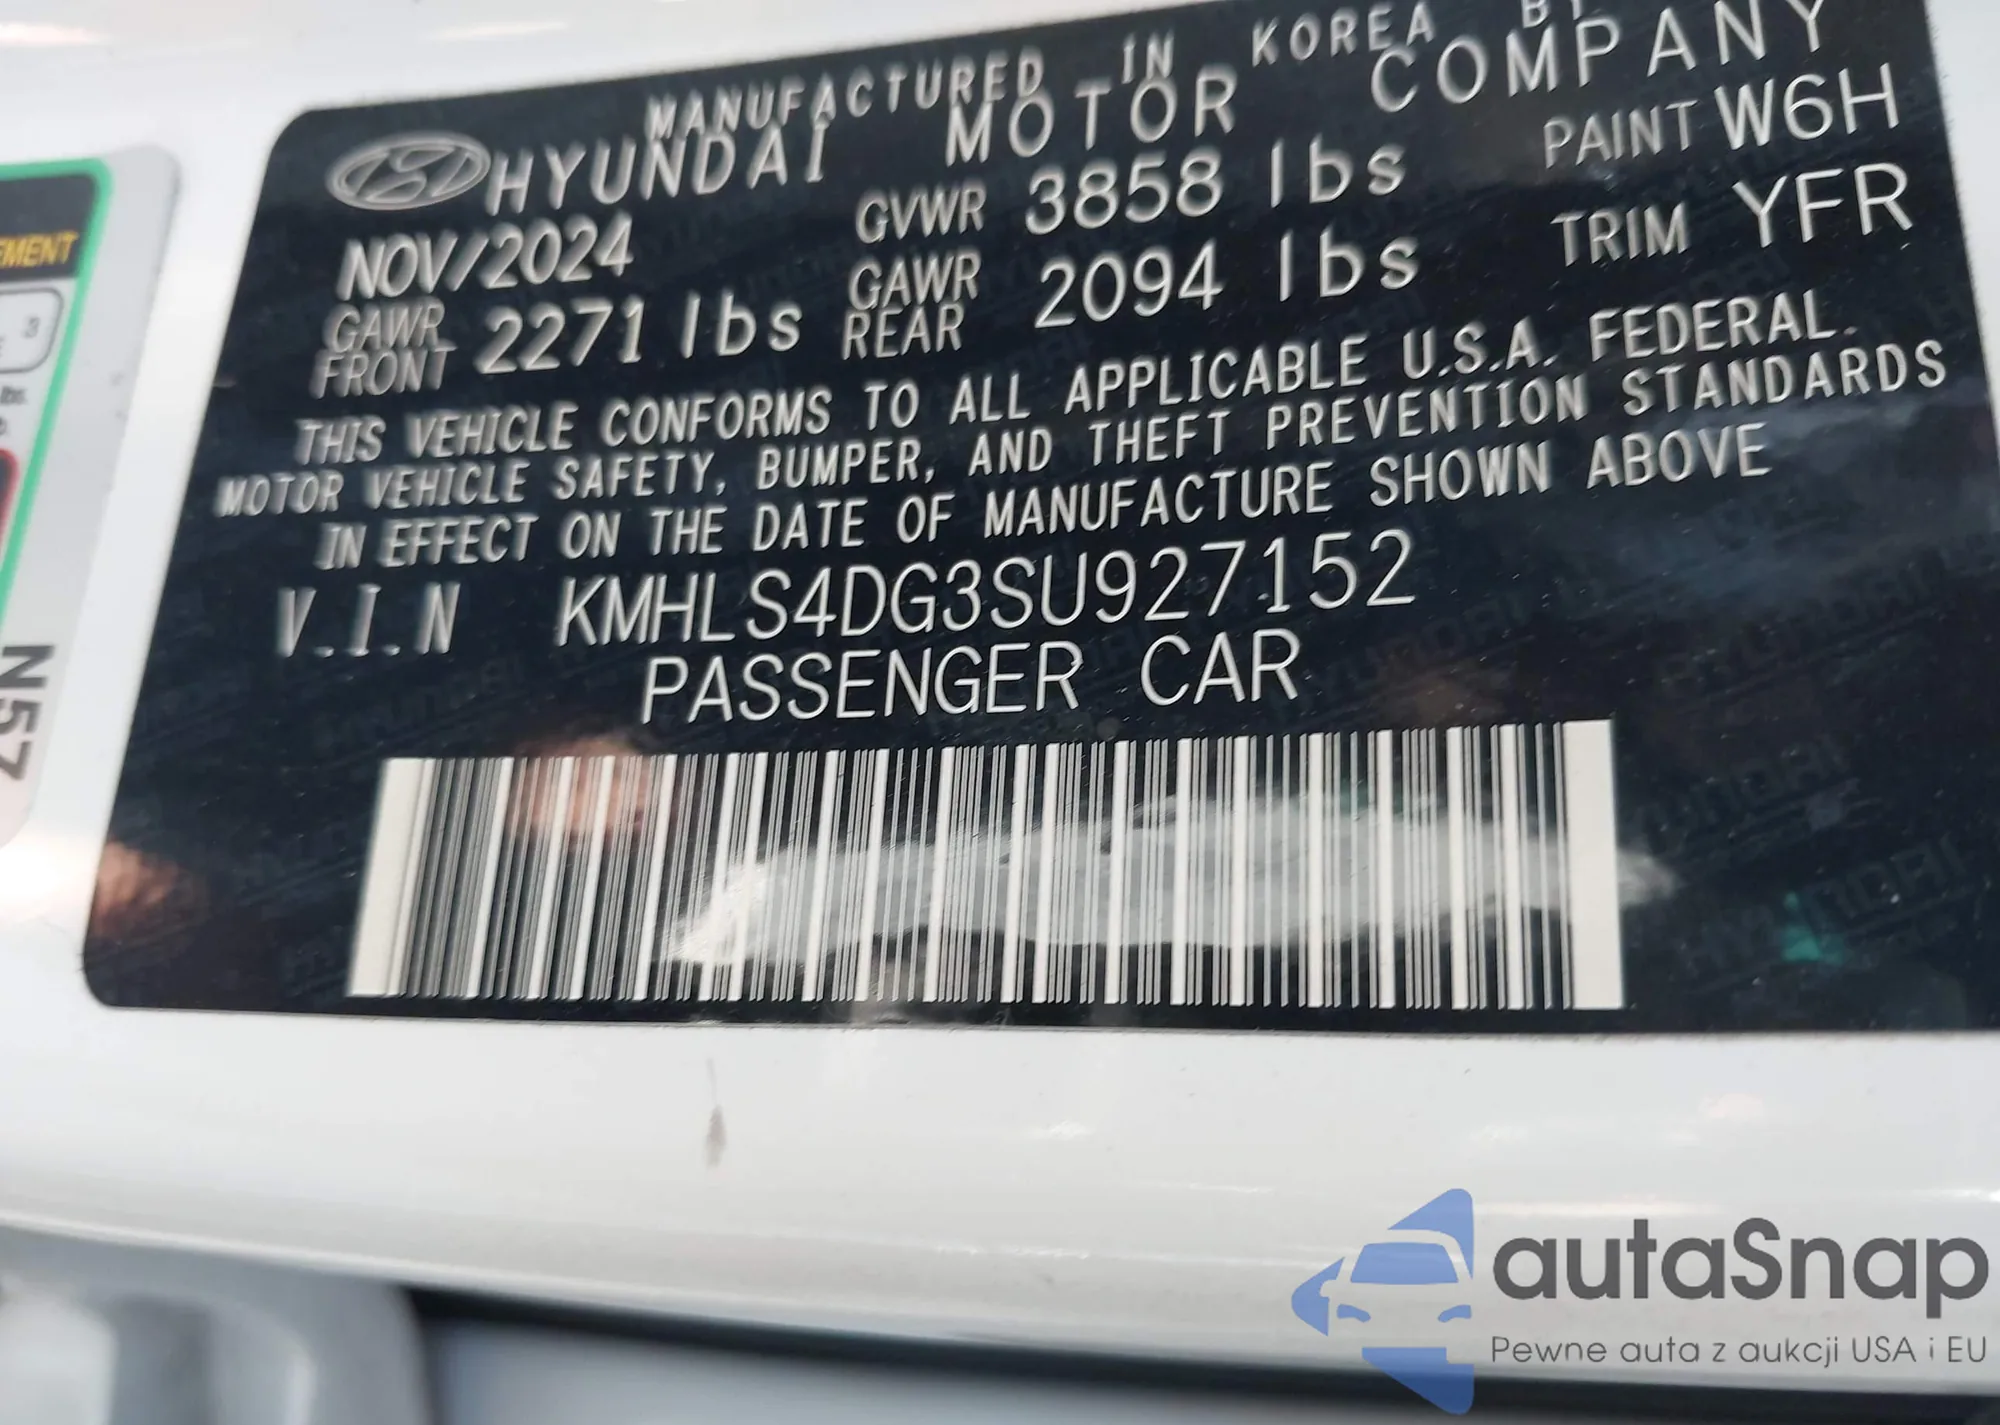 MANUFACTURED IN KOREA BY
HYUNDAI MOTOR COMPANY
NOV/2024 GVWR 3858 lbs PAINT W6H
GAWR FRONT 2271 lbs GAWR REAR 2094 lbs TRIM YFR
THIS VEHICLE CONFORMS TO ALL APPLICABLE U.S.A. FEDERAL
MOTOR VEHICLE SAFETY, BUMPER, AND THEFT PREVENTION STANDARDS
IN EFFECT ON THE DATE OF MANUFACTURE SHOWN ABOVE
V.I.N KMHLS4DG3SU927152
PASSENGER CAR
EMENT
3
lbs.
N57
autaSnap
Pewne auta z aukcji USA i EU